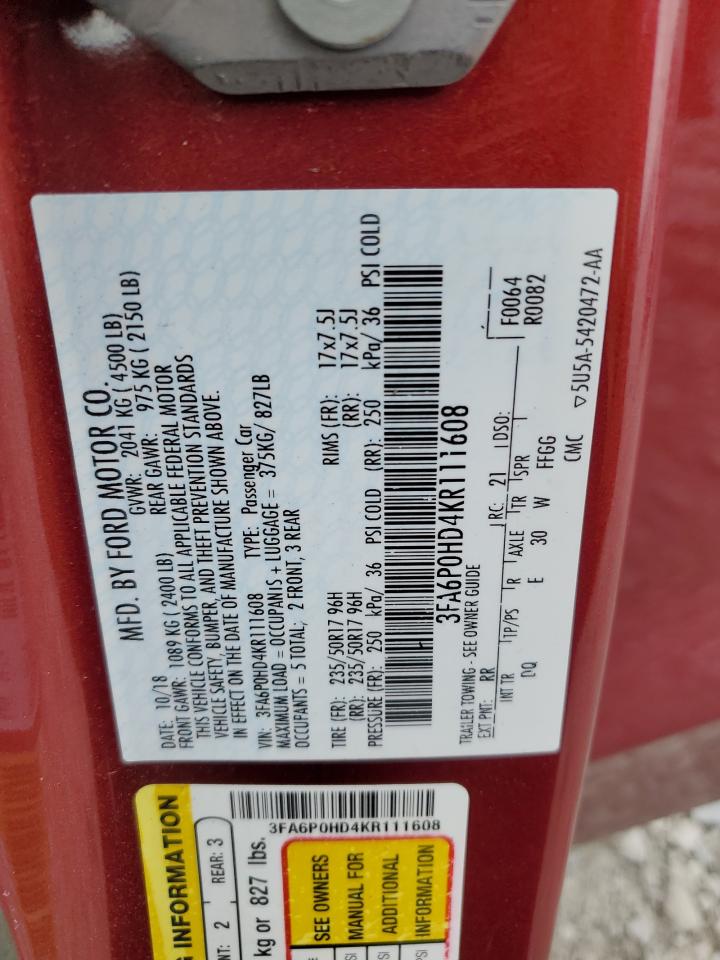 MFD. BY FORD MOTOR CO.
DATE: 10/18 GVWR: 2041 KG ( 4500 LB)
FRONT GAWR: 1089 KG ( 2400 LB) REAR GAWR: 975 KG ( 2150 LB)
THIS VEHICLE CONFORMS TO ALL APPLICABLE FEDERAL MOTOR
VEHICLE SAFETY, BUMPER, AND THEFT PREVENTION STANDARDS
IN EFFECT ON THE DATE OF MANUFACTURE SHOWN ABOVE.
VIN: 3FA6P0HD4KR111608 TYPE: Passenger Car
MAXIMUM LOAD = OCCUPANTS + LUGGAGE = 375KG/ 827LB
OCCUPANTS = 5 TOTAL; 2 FRONT, 3 REAR
TIRE (FR): 235/50R17 96H RIMS (FR): 17x7.5J
(RR): 235/50R17 96H (RR): 17x7.5J
PRESSURE (FR): 250 kPa/ 36 PSI COLD (RR): 250 kPa/ 36 PSI COLD
3FA6P0HD4KR111608
TRAILER TOWING - SEE OWNER GUIDE
EXT PNT: RR RC: 21 DSO: F0064
INT TR TP/PS R AXLE TR SPR R0082
DQ E 30 W FFGG
CMC ▽ 5U5A-5420472-AA
INFORMATION
2 REAR: 3
kg or 827 lbs.
3FA6P0HD4KR111608
SEE OWNERS
MANUAL FOR
ADDITIONAL
INFORMATION